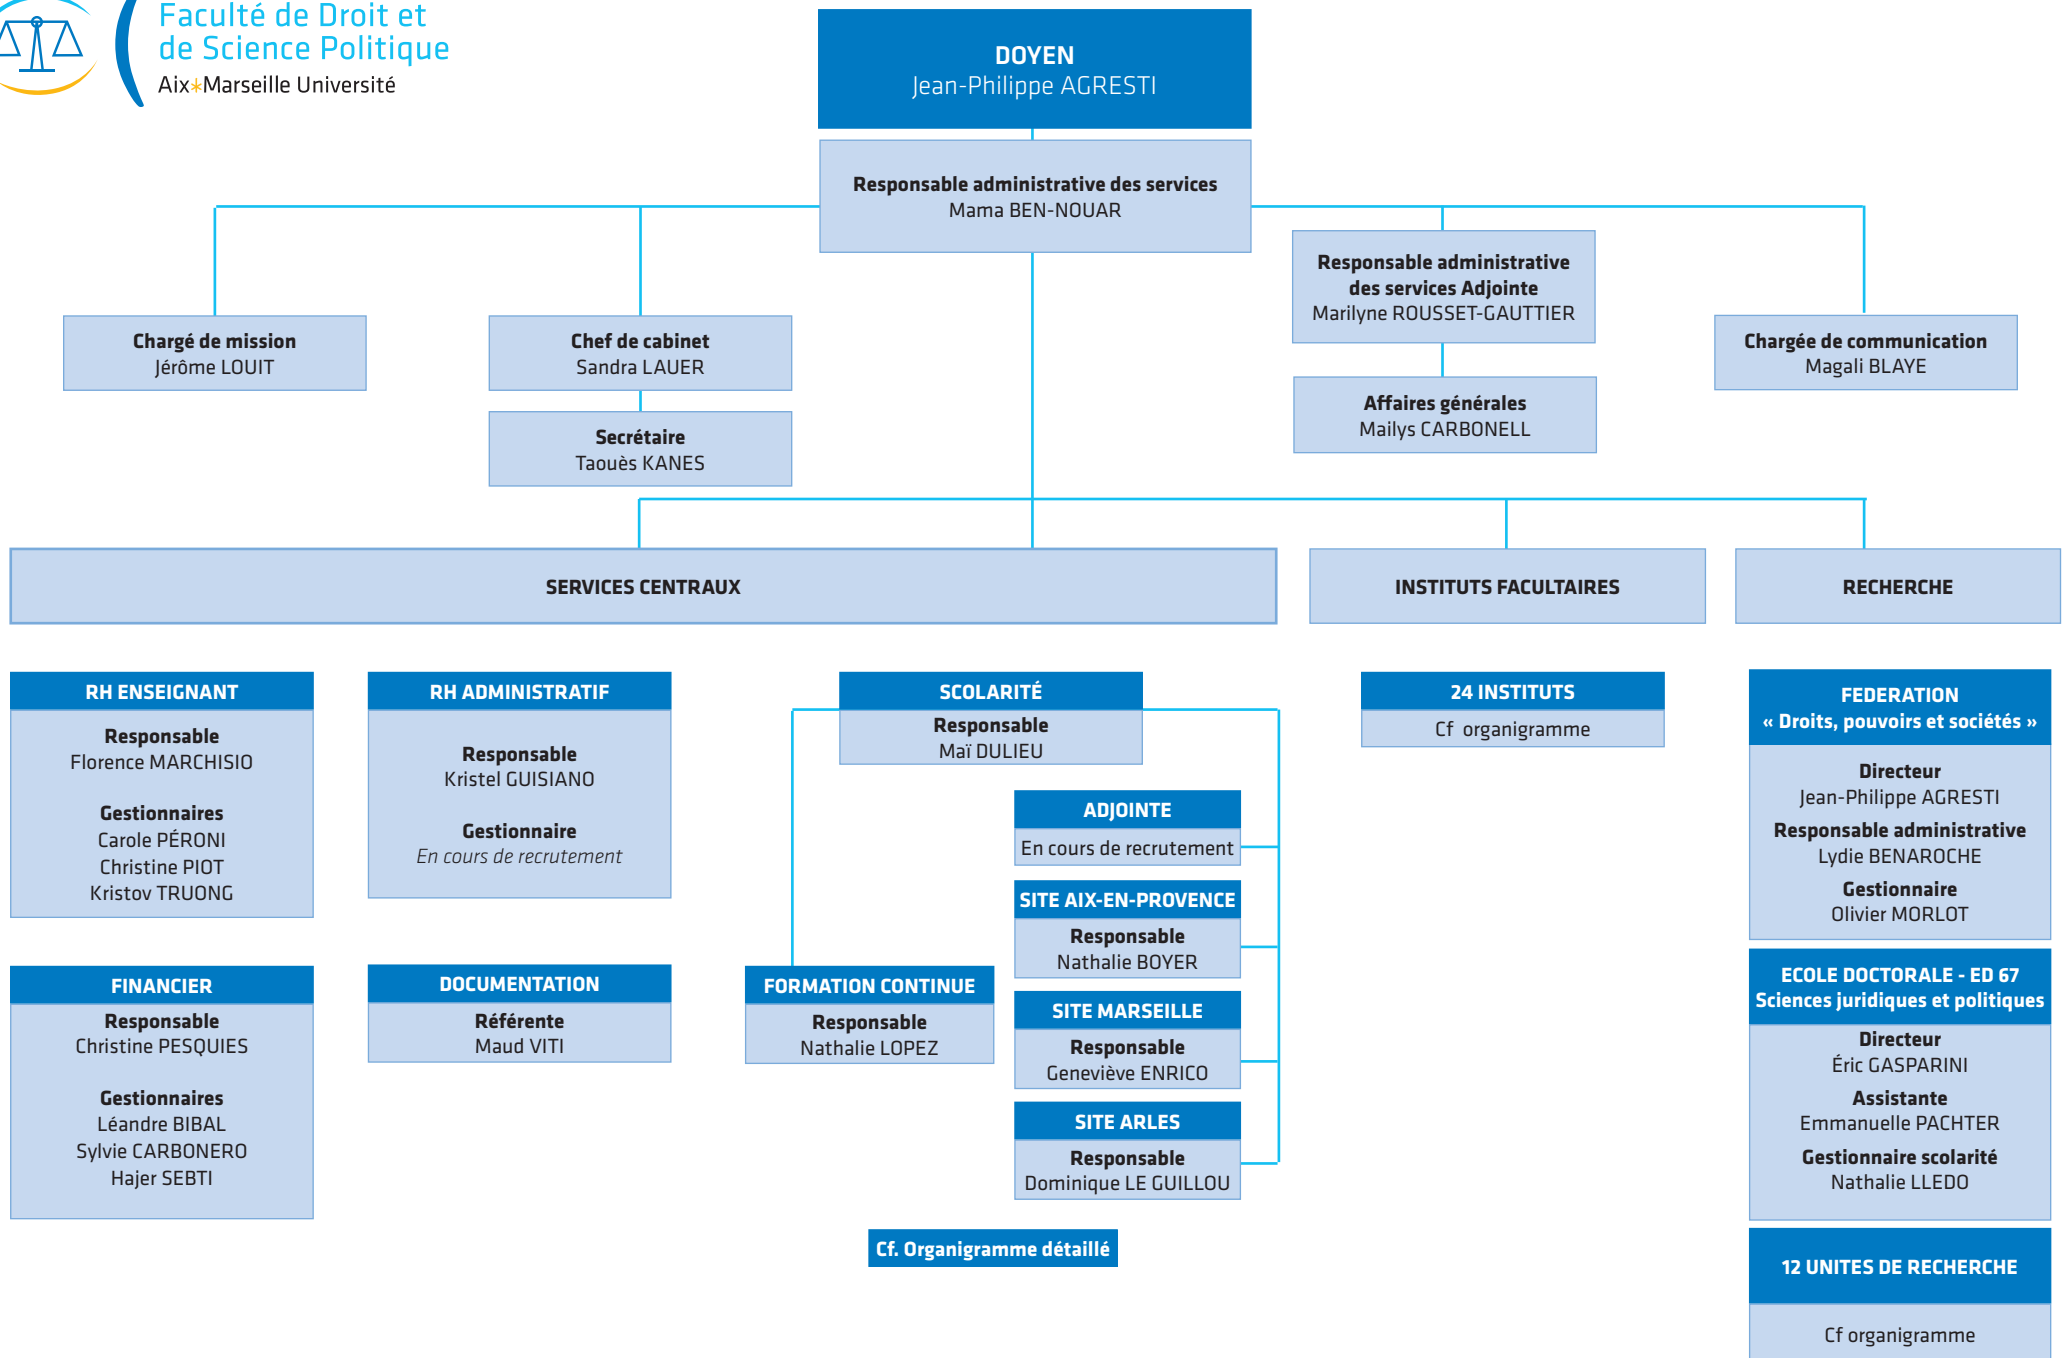 Faculté de Droit et
de Science Politique
Aix*Marseille Université
DOYEN
Jean-Philippe AGRESTI
Responsable administrative des services
Mama BEN-NOUAR
Chargé de mission
Jérôme LOUIT
Chef de cabinet
Sandra LAUER
Secrétaire
Taouès KANES
Responsable administrative
des services Adjointe
Marilyne ROUSSET-GAUTTIER
Affaires générales
Mailys CARBONELL
Chargée de communication
Magali BLAYE
SERVICES CENTRAUX
INSTITUTS FACULTAIRES
RECHERCHE
RH ENSEIGNANT
Responsable
Florence MARCHISIO
Gestionnaires
Carole PÉRONI
Christine PIOT
Kristov TRUONG
RH ADMINISTRATIF
Responsable
Kristel GUISIANO
Gestionnaire
En cours de recrutement
FINANCIER
Responsable
Christine PESQUIES
Gestionnaires
Léandre BIBAL
Sylvie CARBONERO
Hajer SEBTI
DOCUMENTATION
Référente
Maud VITI
SCOLARITÉ
Responsable
Maï DULIEU
FORMATION CONTINUE
Responsable
Nathalie LOPEZ
ADJOINTE
En cours de recrutement
SITE AIX-EN-PROVENCE
Responsable
Nathalie BOYER
SITE MARSEILLE
Responsable
Geneviève ENRICO
SITE ARLES
Responsable
Dominique LE GUILLOU
Cf. Organigramme détaillé
24 INSTITUTS
Cf organigramme
FEDERATION
« Droits, pouvoirs et sociétés »
Directeur
Jean-Philippe AGRESTI
Responsable administrative
Lydie BENAROCHE
Gestionnaire
Olivier MORLOT
ECOLE DOCTORALE - ED 67
Sciences juridiques et politiques
Directeur
Éric GASPARINI
Assistante
Emmanuelle PACHTER
Gestionnaire scolarité
Nathalie LLEDO
12 UNITES DE RECHERCHE
Cf organigramme